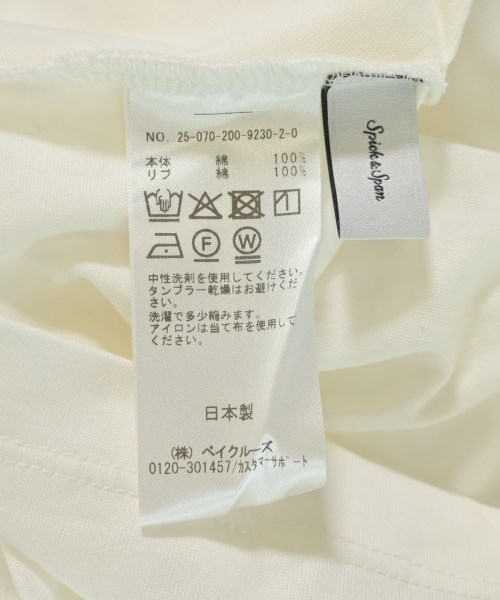 NO. 25-070-200-9230-2-0
本体 綿 100%
リブ 綿 100%
F W
中性洗剤を使用してください。
タンブラー乾燥はお避けくだ
さい。
洗濯で多少縮みます。
アイロンは当て布を使用して
ください。
日本製
(株) ベイクルーズ
0120-301457/カスタマーサポート
Spick & Span